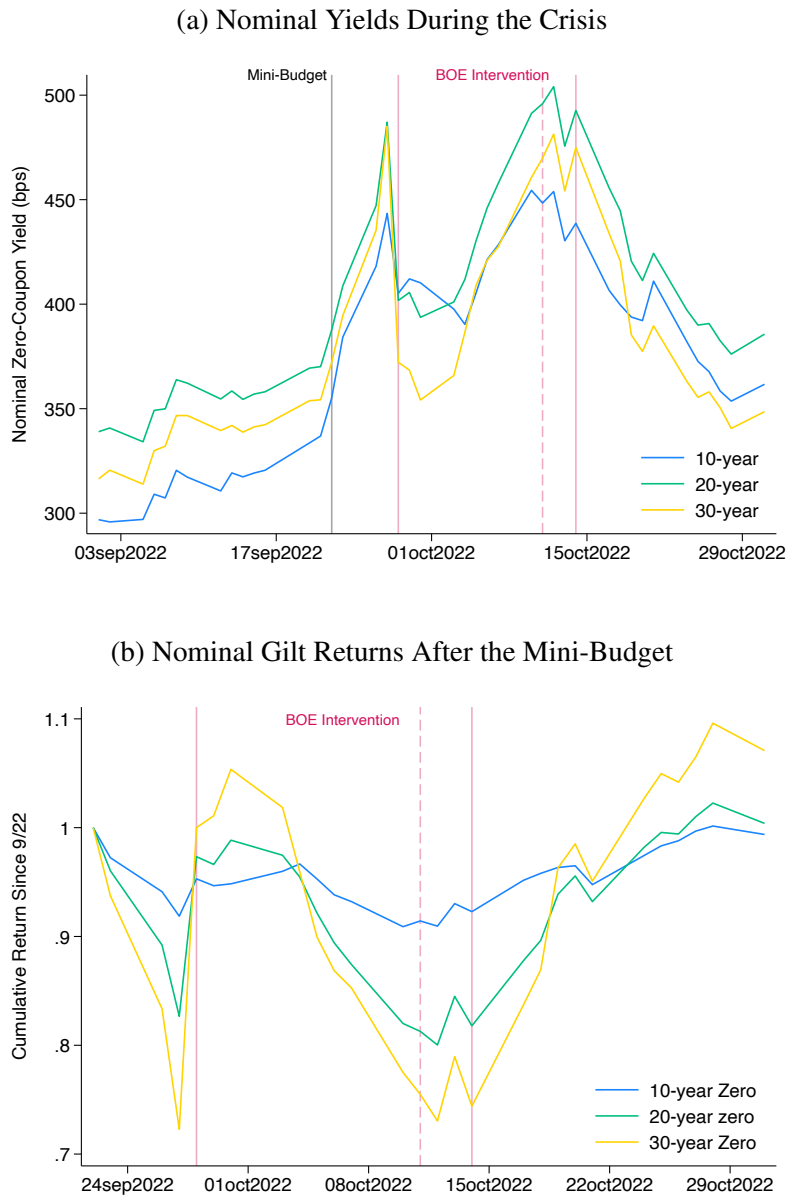 (a) Nominal Yields During the Crisis
Mini-Budget
BOE Intervention
Nominal Zero-Coupon Yield (bps)
500
450
400
350
300
10-year
20-year
30-year
03sep2022
17sep2022
01oct2022
15oct2022
29oct2022
(b) Nominal Gilt Returns After the Mini-Budget
BOE Intervention
Cumulative Return Since 9/22
1.1
1
.9
.8
.7
10-year Zero
20-year zero
30-year Zero
24sep2022
01oct2022
08oct2022
15oct2022
22oct2022
29oct2022